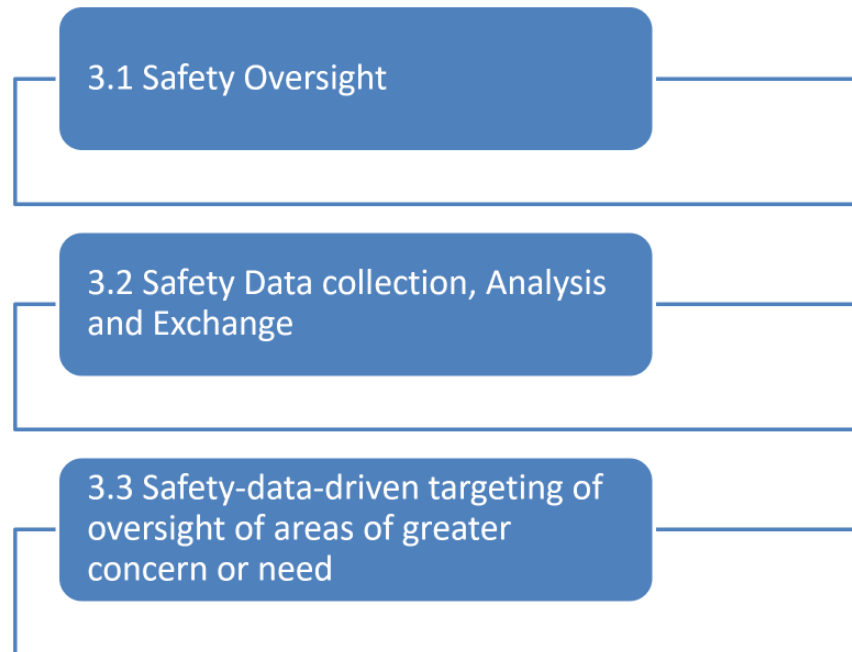 3.1 Safety Oversight
3.2 Safety Data collection, Analysis
and Exchange
3.3 Safety-data-driven targeting of
oversight of areas of greater
concern or need